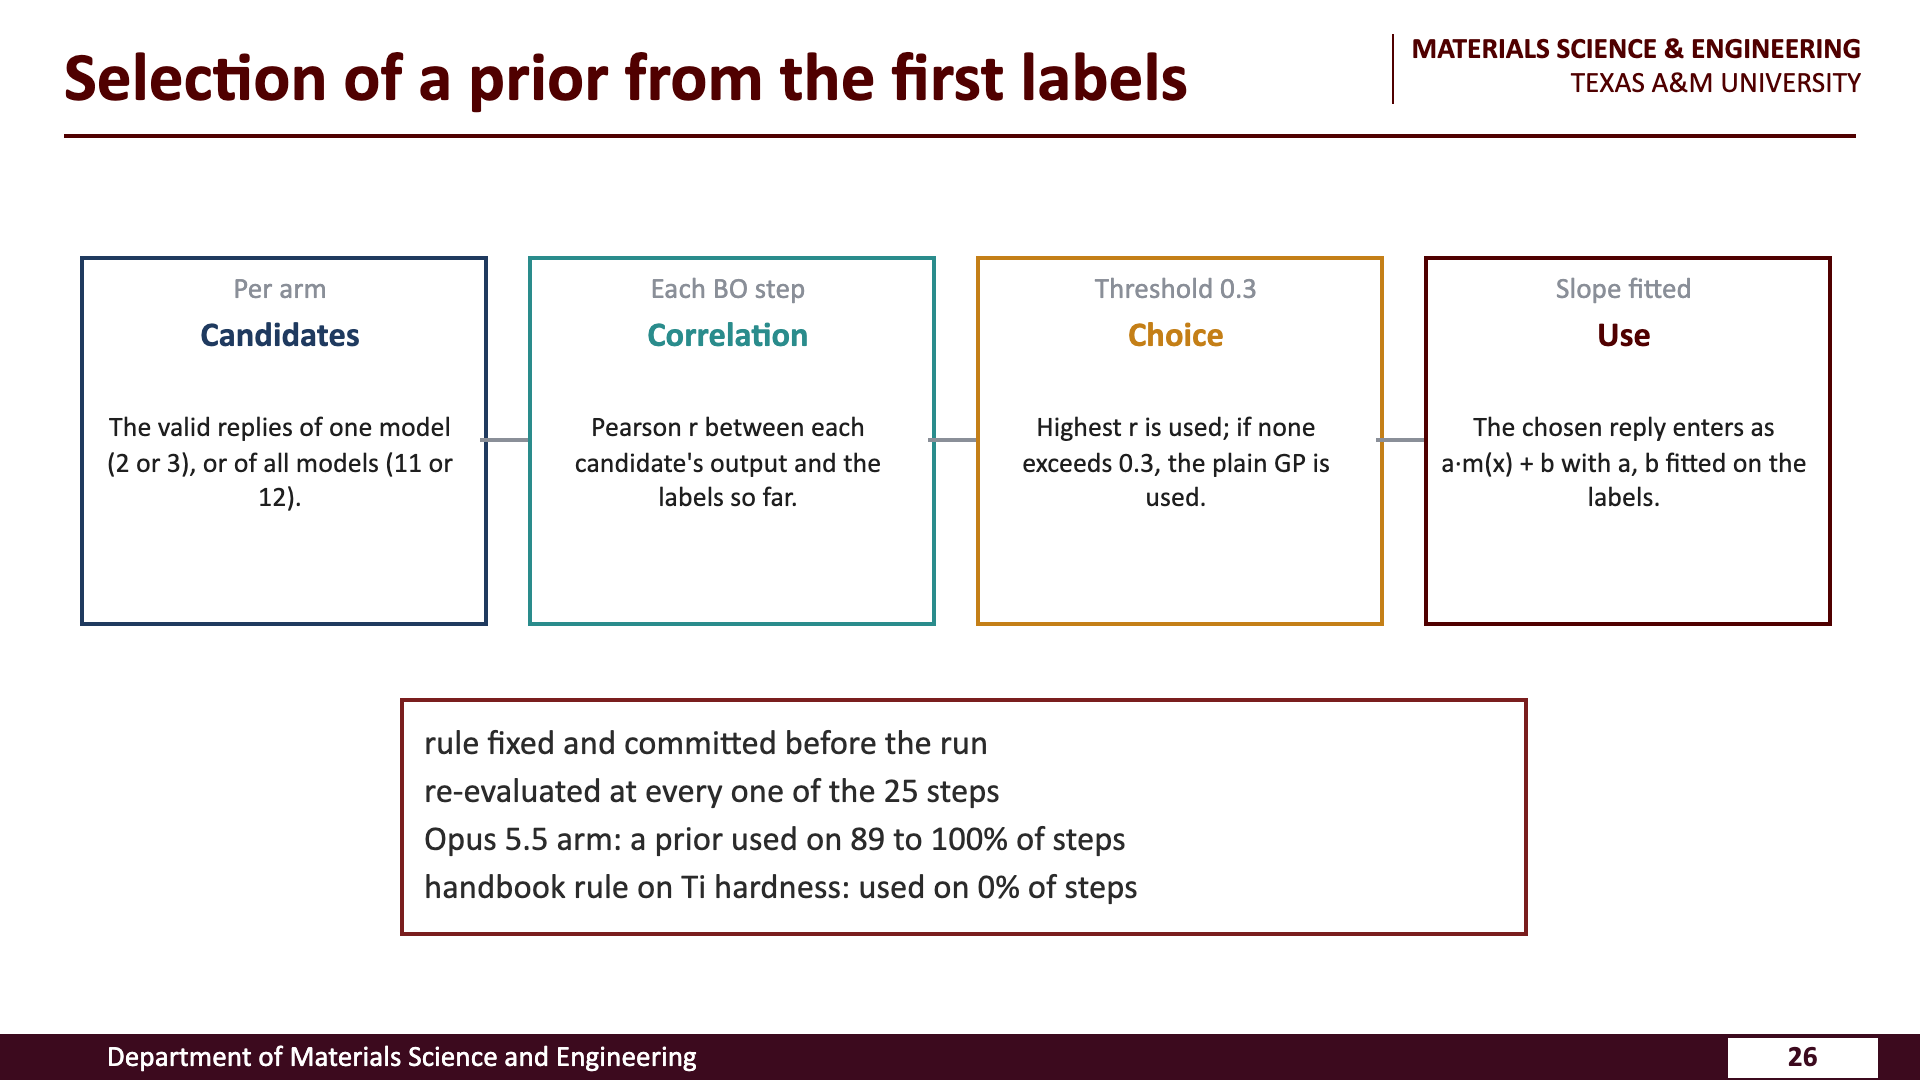 Selection of a prior from the first labels
MATERIALS SCIENCE & ENGINEERING
TEXAS A&M UNIVERSITY
Per arm
Candidates
The valid replies of one model
(2 or 3), or of all models (11 or
12).
Each BO step
Correlation
Pearson r between each
candidate's output and the
labels so far.
Threshold 0.3
Choice
Highest r is used; if none
exceeds 0.3, the plain GP is
used.
Slope fitted
Use
The chosen reply enters as
a·m(x) + b with a, b fitted on the
labels.
rule fixed and committed before the run
re-evaluated at every one of the 25 steps
Opus 5.5 arm: a prior used on 89 to 100% of steps
handbook rule on Ti hardness: used on 0% of steps
Department of Materials Science and Engineering
26